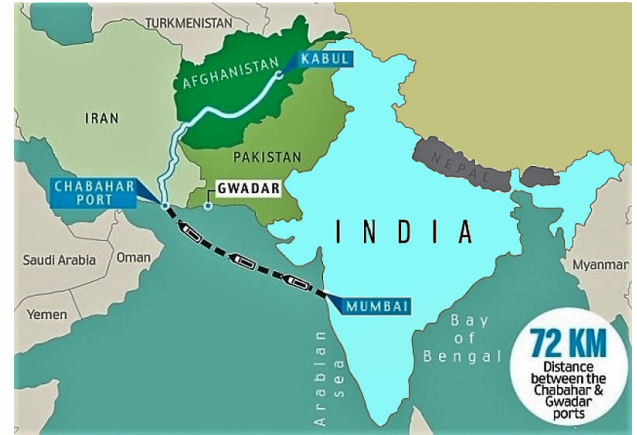 TURKMENISTAN
KABUL
AFGHANISTAN
IRAN
PAKISTAN
NEPAL
CHABAHAR
PORT
GWADAR
INDIA
Saudi Arabia
Oman
Myanmar
Yemen
MUMBAI
Arabian
sea
Bay
of
Bengal
72 KM
Distance
between the
Chabahar &
Gwadar
ports